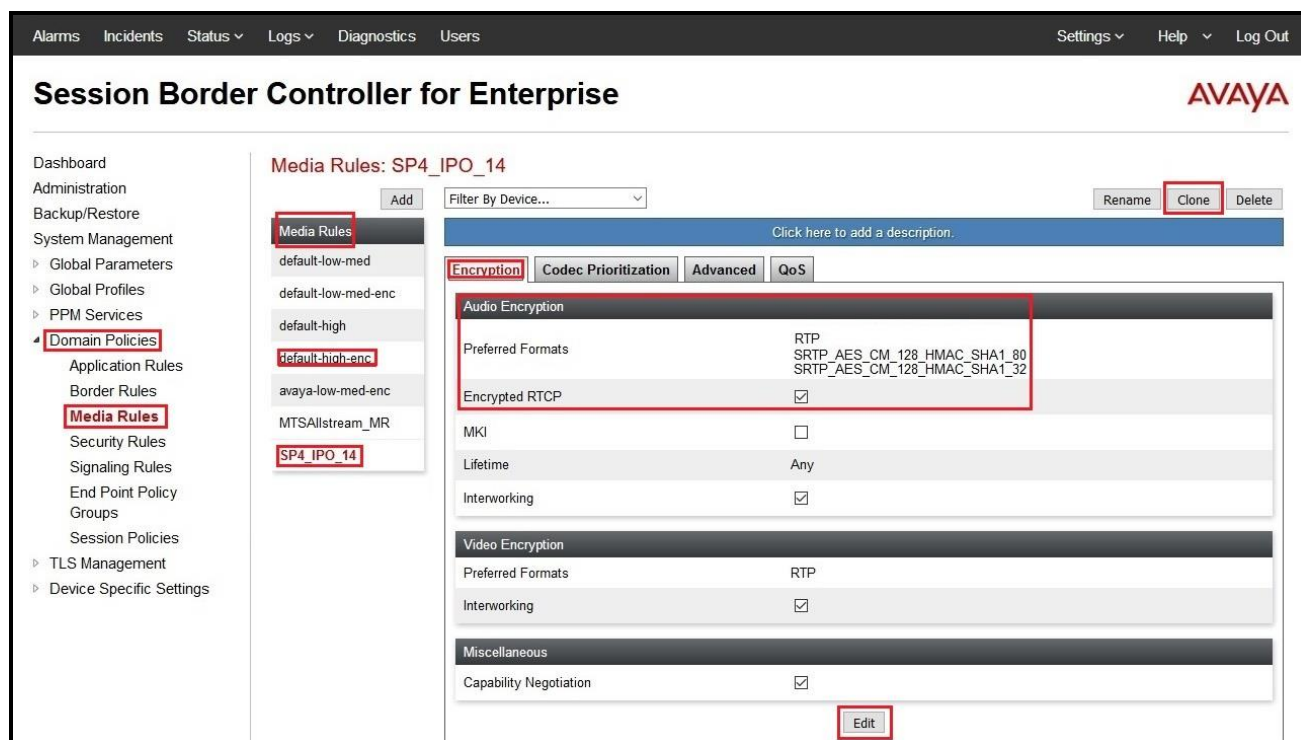 Alarms Incidents Status Logs Diagnostics Users Settings Help Log Out
Session Border Controller for Enterprise
AVAYA
Dashboard
Administration
Backup/Restore
System Management
Global Parameters
Global Profiles
PPM Services
Domain Policies
Application Rules
Border Rules
Media Rules
Security Rules
Signaling Rules
End Point Policy
Groups
Session Policies
TLS Management
Device Specific Settings
Media Rules: SP4_IPO_14
Add
Filter By Device...
Rename Clone Delete
Media Rules
default-low-med
default-low-med-enc
default-high
default-high-enc
avaya-low-med-enc
MTSAllstream_MR
SP4_IPO_14
Click here to add a description.
Encryption Codec Prioritization Advanced QoS
Audio Encryption
Preferred Formats
RTP
SRTP_AES_CM_128_HMAC_SHA1_80
SRTP_AES_CM_128_HMAC_SHA1_32
Encrypted RTCP
MKI
Lifetime Any
Interworking
Video Encryption
Preferred Formats RTP
Interworking
Miscellaneous
Capability Negotiation
Edit